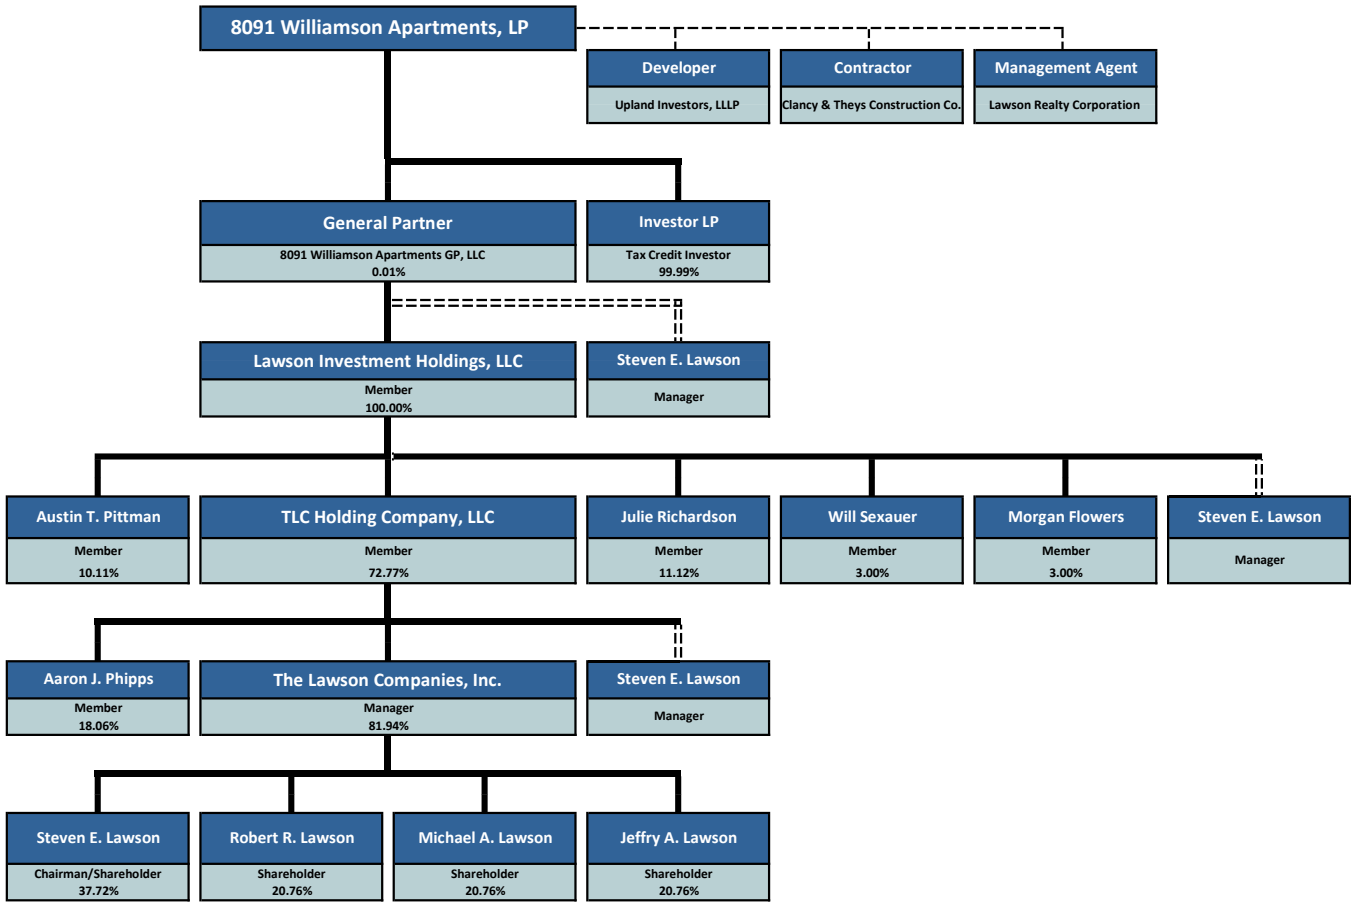 8091 Williamson Apartments, LP
Developer
Contractor
Management Agent
Upland Investors, LLLP
Clancy & Theys Construction Co.
Lawson Realty Corporation
General Partner
Investor LP
8091 Williamson Apartments GP, LLC
0.01%
Tax Credit Investor
99.99%
Lawson Investment Holdings, LLC
Steven E. Lawson
Member
100.00%
Manager
Austin T. Pittman
TLC Holding Company, LLC
Julie Richardson
Will Sexauer
Morgan Flowers
Steven E. Lawson
Member
10.11%
Member
72.77%
Member
11.12%
Member
3.00%
Member
3.00%
Manager
Aaron J. Phipps
The Lawson Companies, Inc.
Steven E. Lawson
Member
18.06%
Manager
81.94%
Manager
Steven E. Lawson
Robert R. Lawson
Michael A. Lawson
Jeffry A. Lawson
Chairman/Shareholder
37.72%
Shareholder
20.76%
Shareholder
20.76%
Shareholder
20.76%